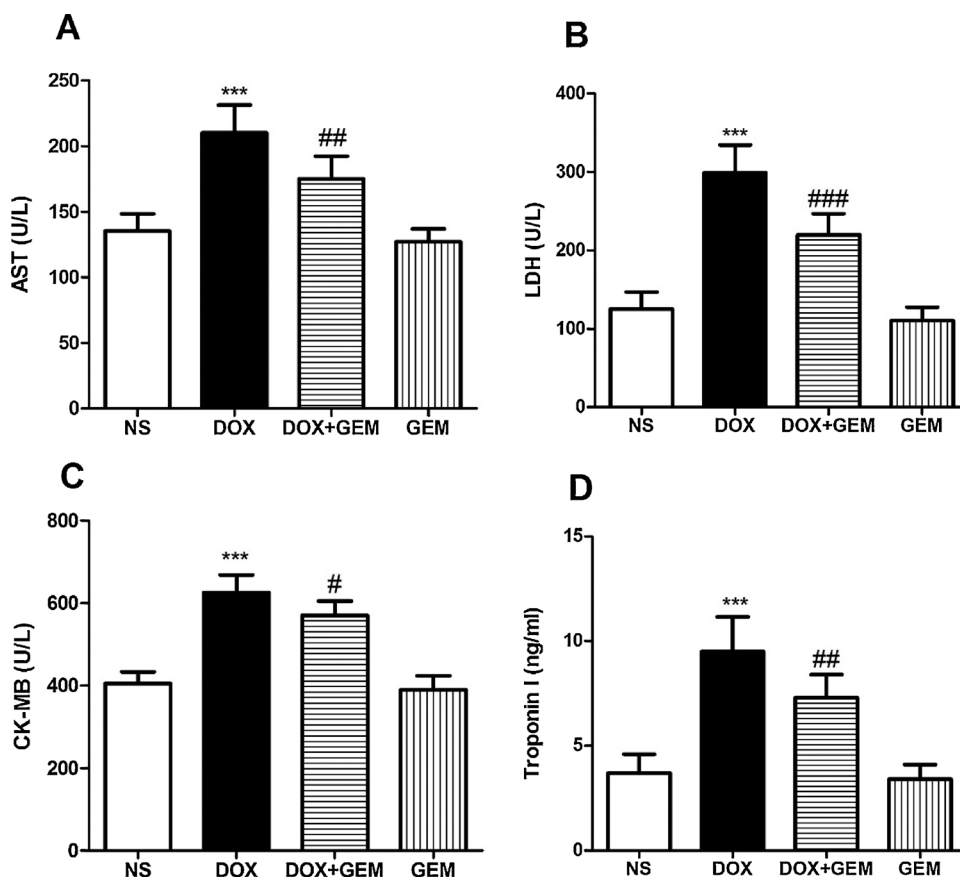 A
AST (U/L)
250
200
150
100
50
0
***
##
NS DOX DOX+GEM GEM
B
LDH (U/L)
400
300
200
100
0
***
###
NS DOX DOX+GEM GEM
C
CK-MB (U/L)
800
600
400
200
0
***
#
NS DOX DOX+GEM GEM
D
Troponin I (ng/ml)
15
10
5
0
***
##
NS DOX DOX+GEM GEM